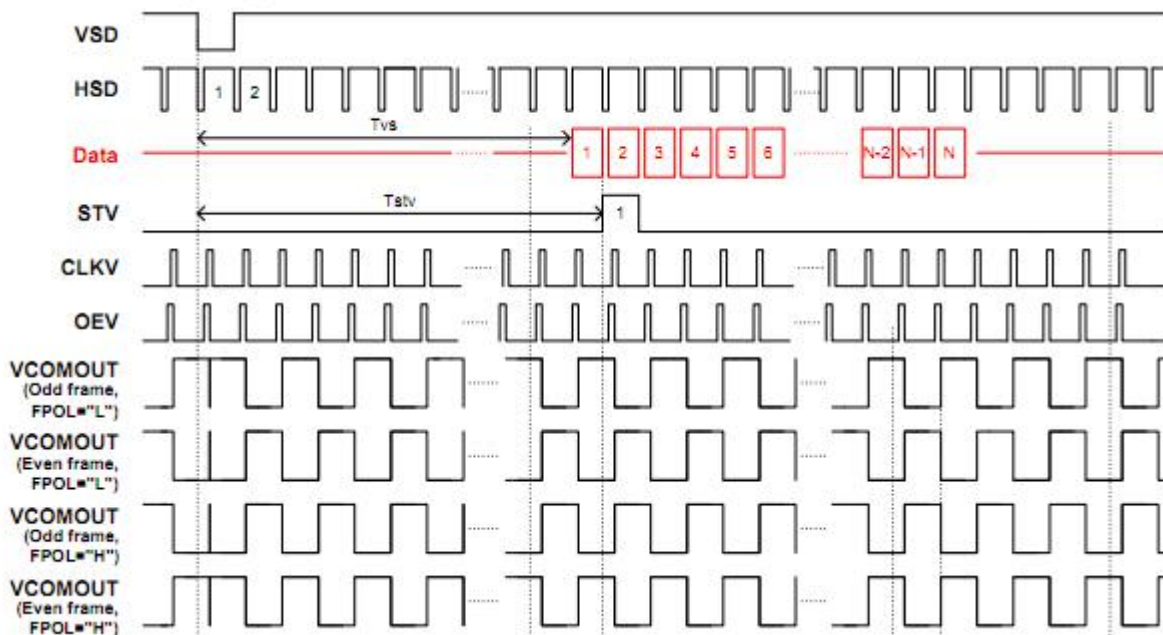 VSD
HSD
1 2
Tvs
Data
1 2 3 4 5 6 N-2 N-1 N
Tstv
STV
1
CLKV
OEV
VCOMOUT
(Odd frame,
FPOL="L")
VCOMOUT
(Even frame,
FPOL="L")
VCOMOUT
(Odd frame,
FPOL="H")
VCOMOUT
(Even frame,
FPOL="H")